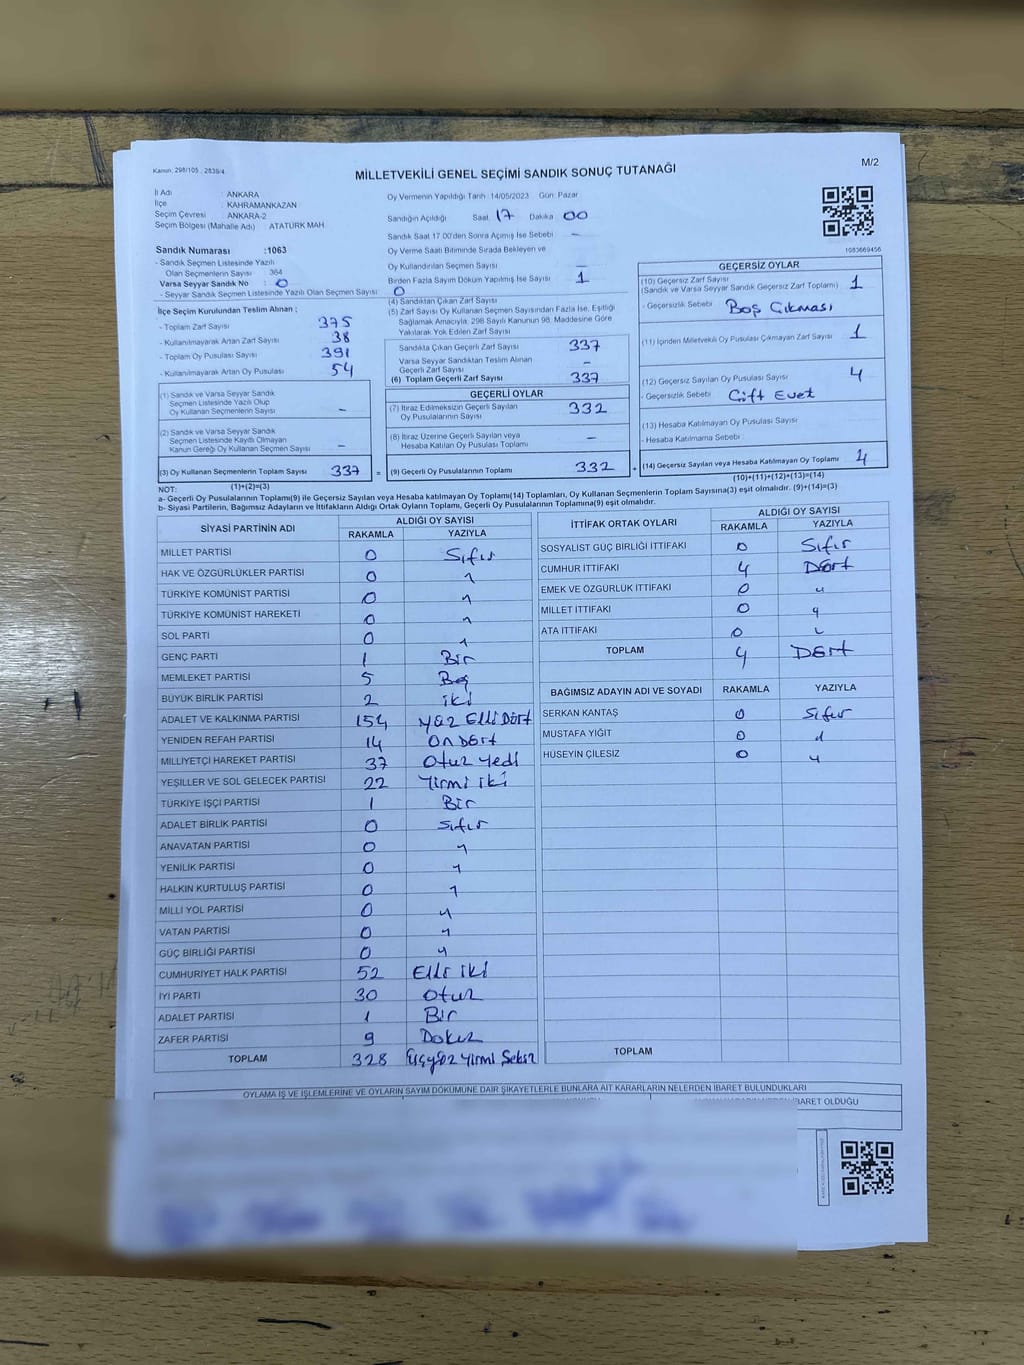 Kanun: 298/105 , 2839/4
M/2
MİLLETVEKİLİ GENEL SEÇİMİ SANDIK SONUÇ TUTANAĞI
İl Adı : ANKARA
İlçe : KAHRAMANKAZAN
Seçim Çevresi : ANKARA-2
Seçim Bölgesi (Mahalle Adı) ATATÜRK MAH
Sandık Numarası :1063
- Sandık Seçmen Listesinde Yazılı
Olan Seçmenlerin Sayısı : 364
Varsa Seyyar Sandık No : 0
- Seyyar Sandık Seçmen Listesinde Yazılı Olan Seçmen Sayısı: 0
İlçe Seçim Kurulundan Teslim Alınan ;
- Toplam Zarf Sayısı 375
- Kullanılmayarak Artan Zarf Sayısı 38
- Toplam Oy Pusulası Sayısı 391
- Kullanılmayarak Artan Oy Pusulası 54
(1) Sandık ve Varsa Seyyar Sandık
Seçmen Listesinde Yazılı Olup
Oy Kullanan Seçmenlerin Sayısı -
(2) Sandık ve Varsa Seyyar Sandık
Seçmen Listesinde Kayıtlı Olmayan
Kanun Gereği Oy Kullanan Seçmen Sayısı -
(3) Oy Kullanan Seçmenlerin Toplam Sayısı 337 =
(1)+(2)=(3)
Oy Vermenin Yapıldığı Tarih :14/05/2023 Gün: Pazar
Sandığın Açıldığı Saat 17 Dakika 00
Sandık Saat 17.00'den Sonra Açılmış İse Sebebi -
Oy Verme Saati Bitiminde Sırada Bekleyen ve
Oy Kullandırılan Seçmen Sayısı -
Birden Fazla Sayım Döküm Yapılmış İse Sayısı 1
(4) Sandıktan Çıkan Zarf Sayısı
(5) Zarf Sayısı Oy Kullanan Seçmen Sayısından Fazla İse, Eşitliği
Sağlamak Amacıyla, 298 Sayılı Kanunun 98. Maddesine Göre
Yakılarak Yok Edilen Zarf Sayısı
Sandıkta Çıkan Geçerli Zarf Sayısı 337
Varsa Seyyar Sandıktan Teslim Alınan
Geçerli Zarf Sayısı -
(6) Toplam Geçerli Zarf Sayısı 337
GEÇERLİ OYLAR
(7) İtiraz Edilmeksizin Geçerli Sayılan
Oy Pusulalarının Sayısı 332
(8) İtiraz Üzerine Geçerli Sayılan veya
Hesaba Katılan Oy Pusulası Toplamı -
(9) Geçerli Oy Pusulalarının Toplamı 332 +
1083669456
GEÇERSİZ OYLAR
(10) Geçersiz Zarf Sayısı
(Sandık ve Varsa Seyyar Sandık Geçersiz Zarf Toplamı) 1
- Geçersizlik Sebebi : Boş Çıkması
(11) İçinden Milletvekili Oy Pusulası Çıkmayan Zarf Sayısı 1
(12) Geçersiz Sayılan Oy Pusulası Sayısı 4
- Geçersizlik Sebebi : Çift Evet
(13) Hesaba Katılmayan Oy Pusulası Sayısı
- Hesaba Katılmama Sebebi :
(14) Geçersiz Sayılan veya Hesaba Katılmayan Oy Toplamı 4
(10)+(11)+(12)+(13)=(14)
NOT:
a- Geçerli Oy Pusulalarının Toplamı(9) ile Geçersiz Sayılan veya Hesaba katılmayan Oy Toplamı(14) Toplamları, Oy Kullanan Seçmenlerin Toplam Sayısına(3) eşit olmalıdır. (9)+(14)=(3)
b- Siyasi Partilerin, Bağımsız Adayların ve İttifakların Aldığı Ortak Oyların Toplamı, Geçerli Oy Pusulalarının Toplamına(9) eşit olmalıdır.
SİYASİ PARTİNİN ADI ALDIĞI OY SAYISI
RAKAMLA YAZIYLA
MİLLET PARTİSİ 0 Sıfır
HAK VE ÖZGÜRLÜKLER PARTİSİ 0 "
TÜRKİYE KOMÜNİST PARTİSİ 0 "
TÜRKİYE KOMÜNİST HAREKETİ 0 "
SOL PARTİ 0 "
GENÇ PARTİ 1 Bir
MEMLEKET PARTİSİ 5 Beş
BÜYÜK BİRLİK PARTİSİ 2 iki
ADALET VE KALKINMA PARTİSİ 154 yüz Elli Dört
YENİDEN REFAH PARTİSİ 14 On Dört
MİLLİYETÇİ HAREKET PARTİSİ 37 Otuz yedi
YEŞİLLER VE SOL GELECEK PARTİSİ 22 Yirmi iki
TÜRKİYE İŞÇİ PARTİSİ 1 Bir
ADALET BİRLİK PARTİSİ 0 Sıfır
ANAVATAN PARTİSİ 0 "
YENİLİK PARTİSİ 0 "
HALKIN KURTULUŞ PARTİSİ 0 "
MİLLİ YOL PARTİSİ 0 "
VATAN PARTİSİ 0 "
GÜÇ BİRLİĞİ PARTİSİ 0 "
CUMHURİYET HALK PARTİSİ 52 Elli iki
İYİ PARTİ 30 Otuz
ADALET PARTİSİ 1 Bir
ZAFER PARTİSİ 9 Dokuz
TOPLAM 328 Üçyüz Yirmi Sekiz
İTTİFAK ORTAK OYLARI ALDIĞI OY SAYISI
RAKAMLA YAZIYLA
SOSYALİST GÜÇ BİRLİĞİ İTTİFAKI 0 Sıfır
CUMHUR İTTİFAKI 4 Dört
EMEK VE ÖZGÜRLÜK İTTİFAKI 0 "
MİLLET İTTİFAKI 0 "
ATA İTTİFAKI 0 "
TOPLAM 4 Dört
BAĞIMSIZ ADAYIN ADI VE SOYADI RAKAMLA YAZIYLA
SERKAN KANTAŞ 0 Sıfır
MUSTAFA YİĞİT 0 "
HÜSEYİN ÇİLESİZ 0 "
TOPLAM
OYLAMA İŞ VE İŞLEMLERİNE VE OYLARIN SAYIM DÖKÜMÜNE DAİR ŞİKAYETLERLE BUNLARA AİT KARARLARIN NELERDEN İBARET BULUNDUKLARI
İBARET OLDUĞU